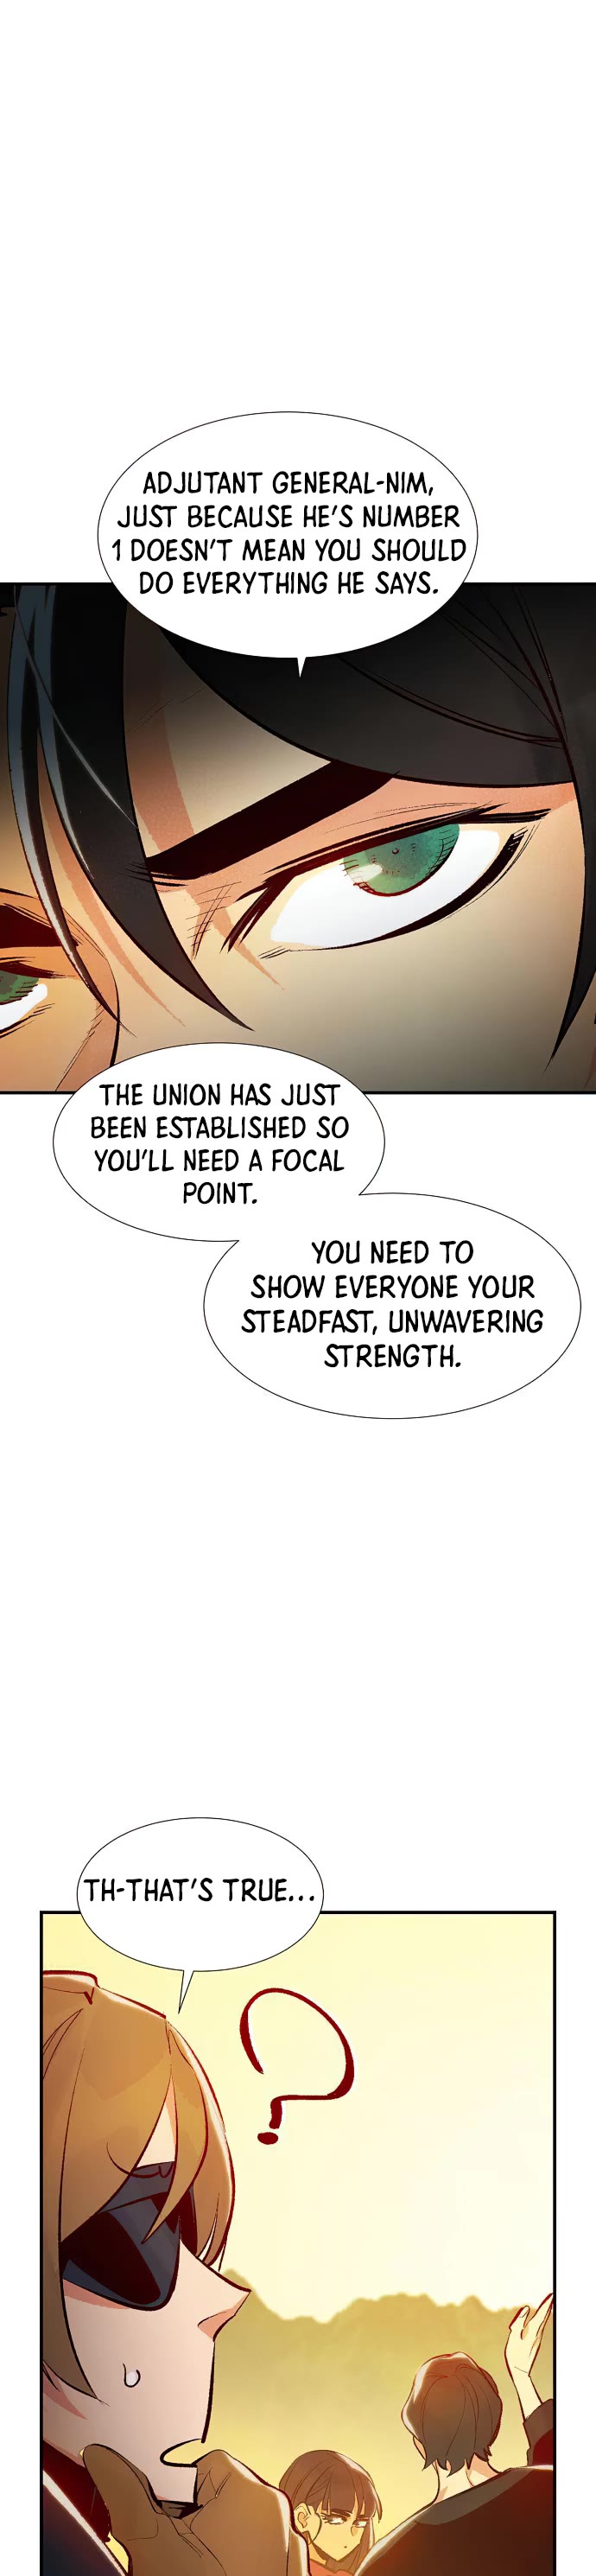 ADJUTANT GENERAL-NIM,
JUST BECAUSE HE'S NUMBER
1 DOESN'T MEAN YOU SHOULD
DO EVERYTHING HE SAYS.
THE UNION HAS JUST
BEEN ESTABLISHED SO
YOU'LL NEED A FOCAL
POINT.
YOU NEED TO
SHOW EVERYONE YOUR
STEADFAST, UNWAVERING
STRENGTH.
TH-THAT'S TRUE...
?